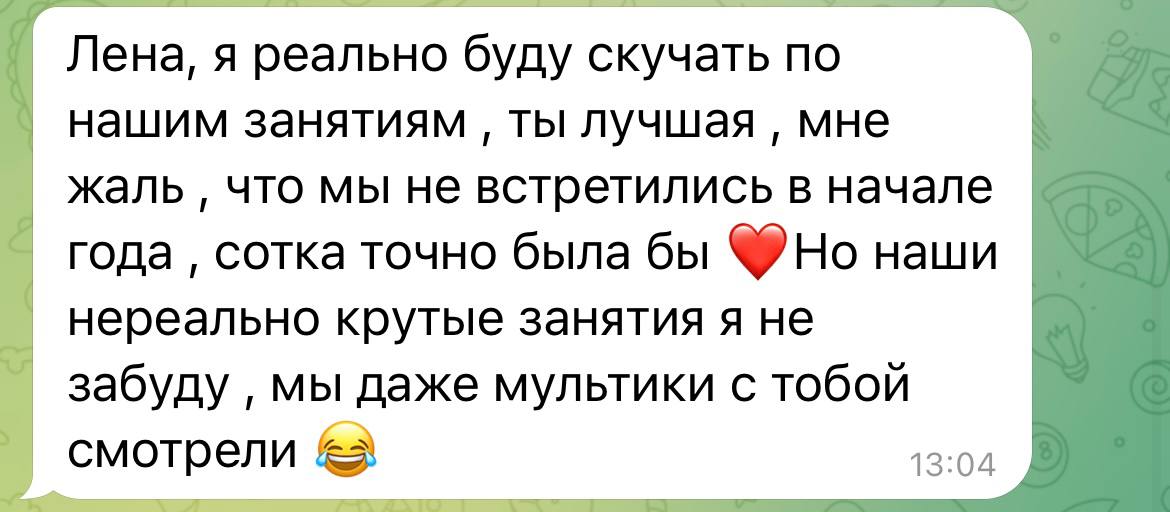 Лена, я реально буду скучать по
нашим занятиям , ты лучшая , мне
жаль , что мы не встретились в начале
года , сотка точно была бы ❤️Но наши
нереально крутые занятия я не
забуду , мы даже мультики с тобой
смотрели 😂
13:04